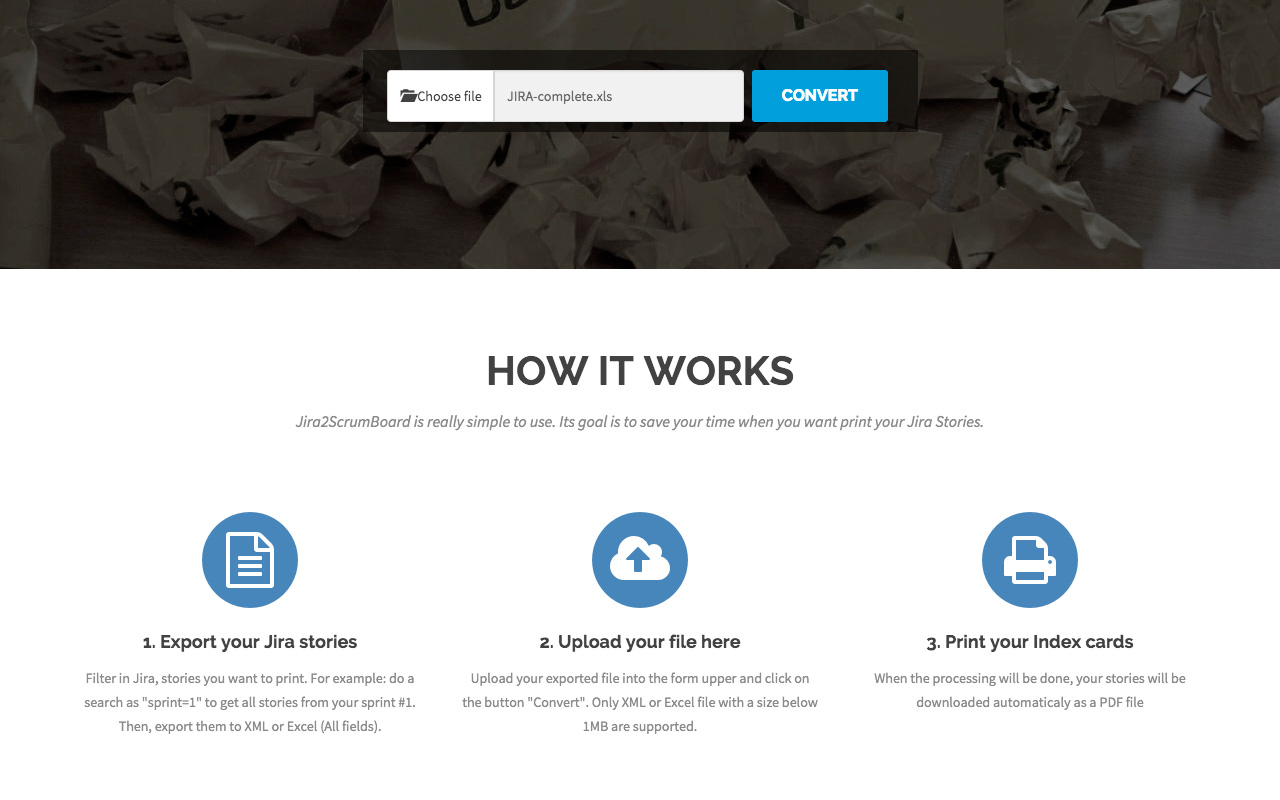 Choose file
JIRA-complete.xls
CONVERT
HOW IT WORKS
Jira2ScrumBoard is really simple to use. Its goal is to save your time when you want print your Jira Stories.
1. Export your Jira stories
Filter in Jira, stories you want to print. For example: do a
search as "sprint=1" to get all stories from your sprint #1.
Then, export them to XML or Excel (All fields).
2. Upload your file here
Upload your exported file into the form upper and click on
the button "Convert". Only XML or Excel file with a size below
1MB are supported.
3. Print your Index cards
When the processing will be done, your stories will be
downloaded automaticaly as a PDF file